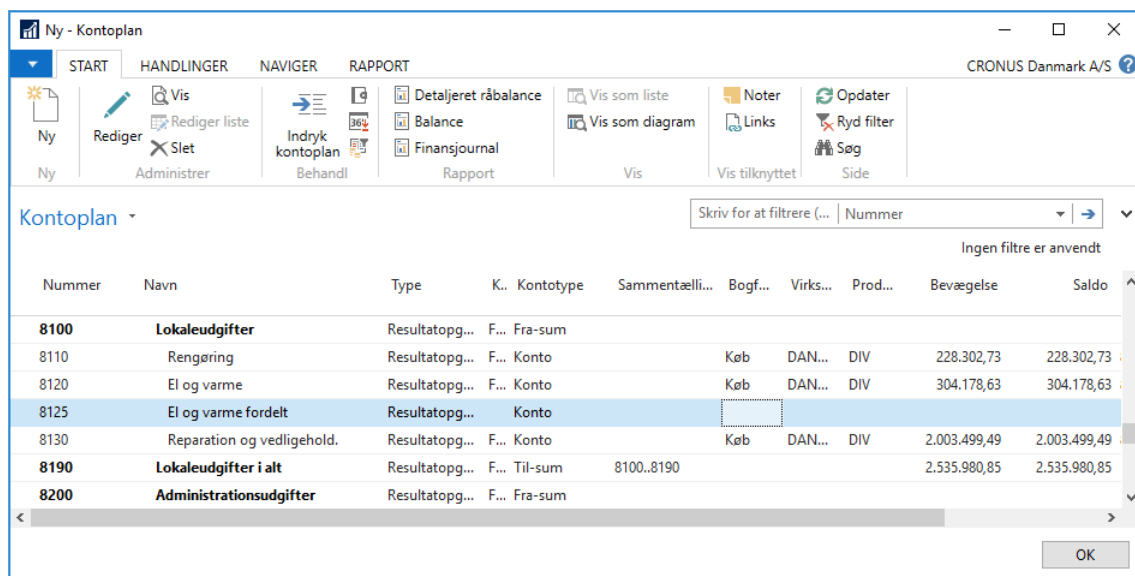 Ny - Kontoplan
START HANDLINGER NAVIGER RAPPORT CRONUS Danmark A/S ?
Ny Rediger Vis Rediger liste Slet Indryk kontoplan Detaljeret råbalance Balance Finansjournal Vis som liste Vis som diagram Noter Links Opdater Ryd filter Søg
Ny Administrer Behandl Rapport Vis Vis tilknyttet Side
Kontoplan Skriv for at filtrere (... Nummer
Ingen filtre er anvendt
Nummer Navn Type K.. Kontotype Sammentælli... Bogf... Virks... Prod... Bevægelse Saldo
8100 Lokaleudgifter Resultatopg... F... Fra-sum
8110 Rengøring Resultatopg... F... Konto Køb DAN... DIV 228.302,73 228.302,73
8120 El og varme Resultatopg... F... Konto Køb DAN... DIV 304.178,63 304.178,63
8125 El og varme fordelt Resultatopg... Konto
8130 Reparation og vedligehold. Resultatopg... F... Konto Køb DAN... DIV 2.003.499,49 2.003.499,49
8190 Lokaleudgifter i alt Resultatopg... F... Til-sum 8100..8190 2.535.980,85 2.535.980,85
8200 Administrationsudgifter Resultatopg... F... Fra-sum
OK